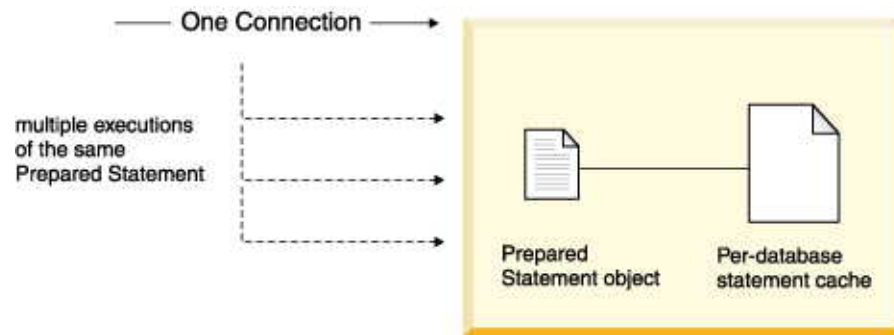 One Connection
multiple executions
of the same
Prepared Statement
Prepared
Statement object
Per-database
statement cache